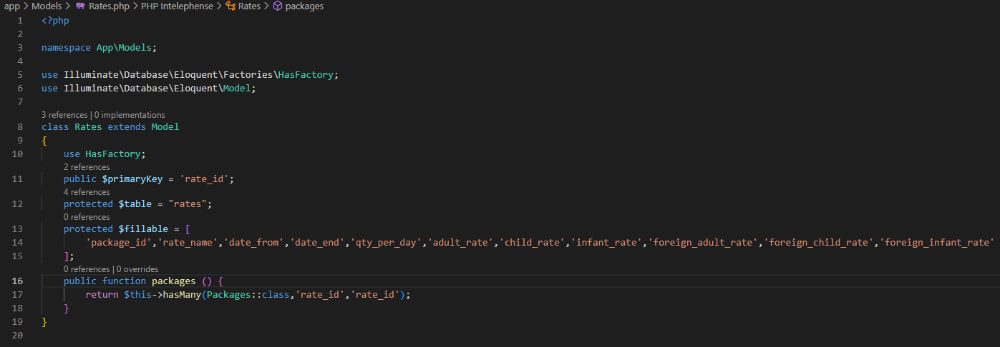 app > Models > Rates.php > PHP Intelephense > Rates > packages
1 <?php
2
3 namespace App\Models;
4
5 use Illuminate\Database\Eloquent\Factories\HasFactory;
6 use Illuminate\Database\Eloquent\Model;
7
3 references | 0 implementations
8 class Rates extends Model
9 {
10 use HasFactory;
2 references
11 public $primaryKey = 'rate_id';
4 references
12 protected $table = "rates";
0 references
13 protected $fillable = [
14 'package_id','rate_name','date_from','date_end','qty_per_day','adult_rate','child_rate','infant_rate','foreign_adult_rate','foreign_child_rate','foreign_infant_rate'
15 ];
0 references | 0 overrides
16 public function packages () {
17 return $this->hasMany(Packages::class,'rate_id','rate_id');
18 }
19 }
20